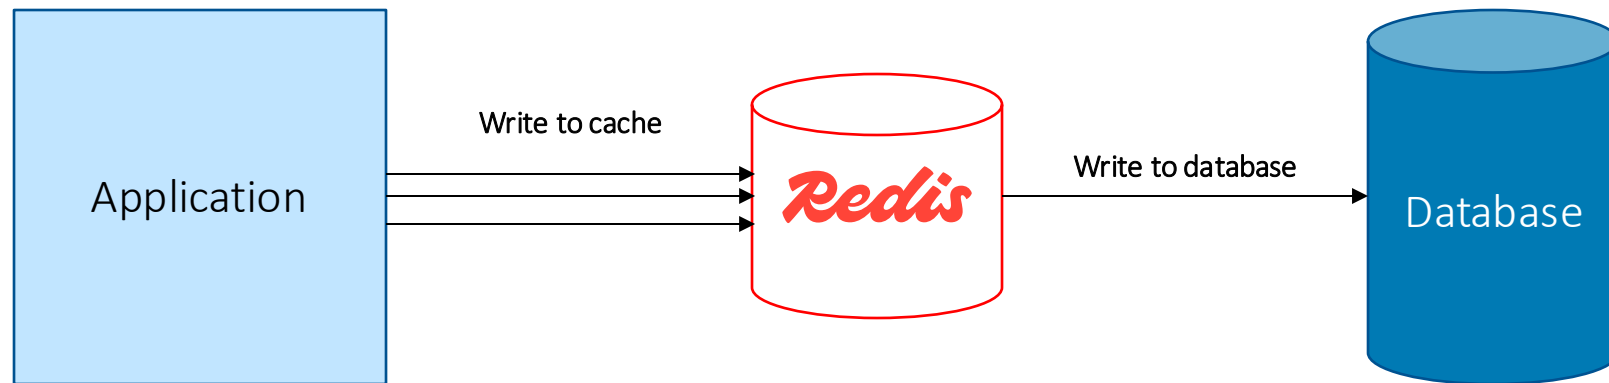 Application
Write to cache
Redis
Write to database
Database